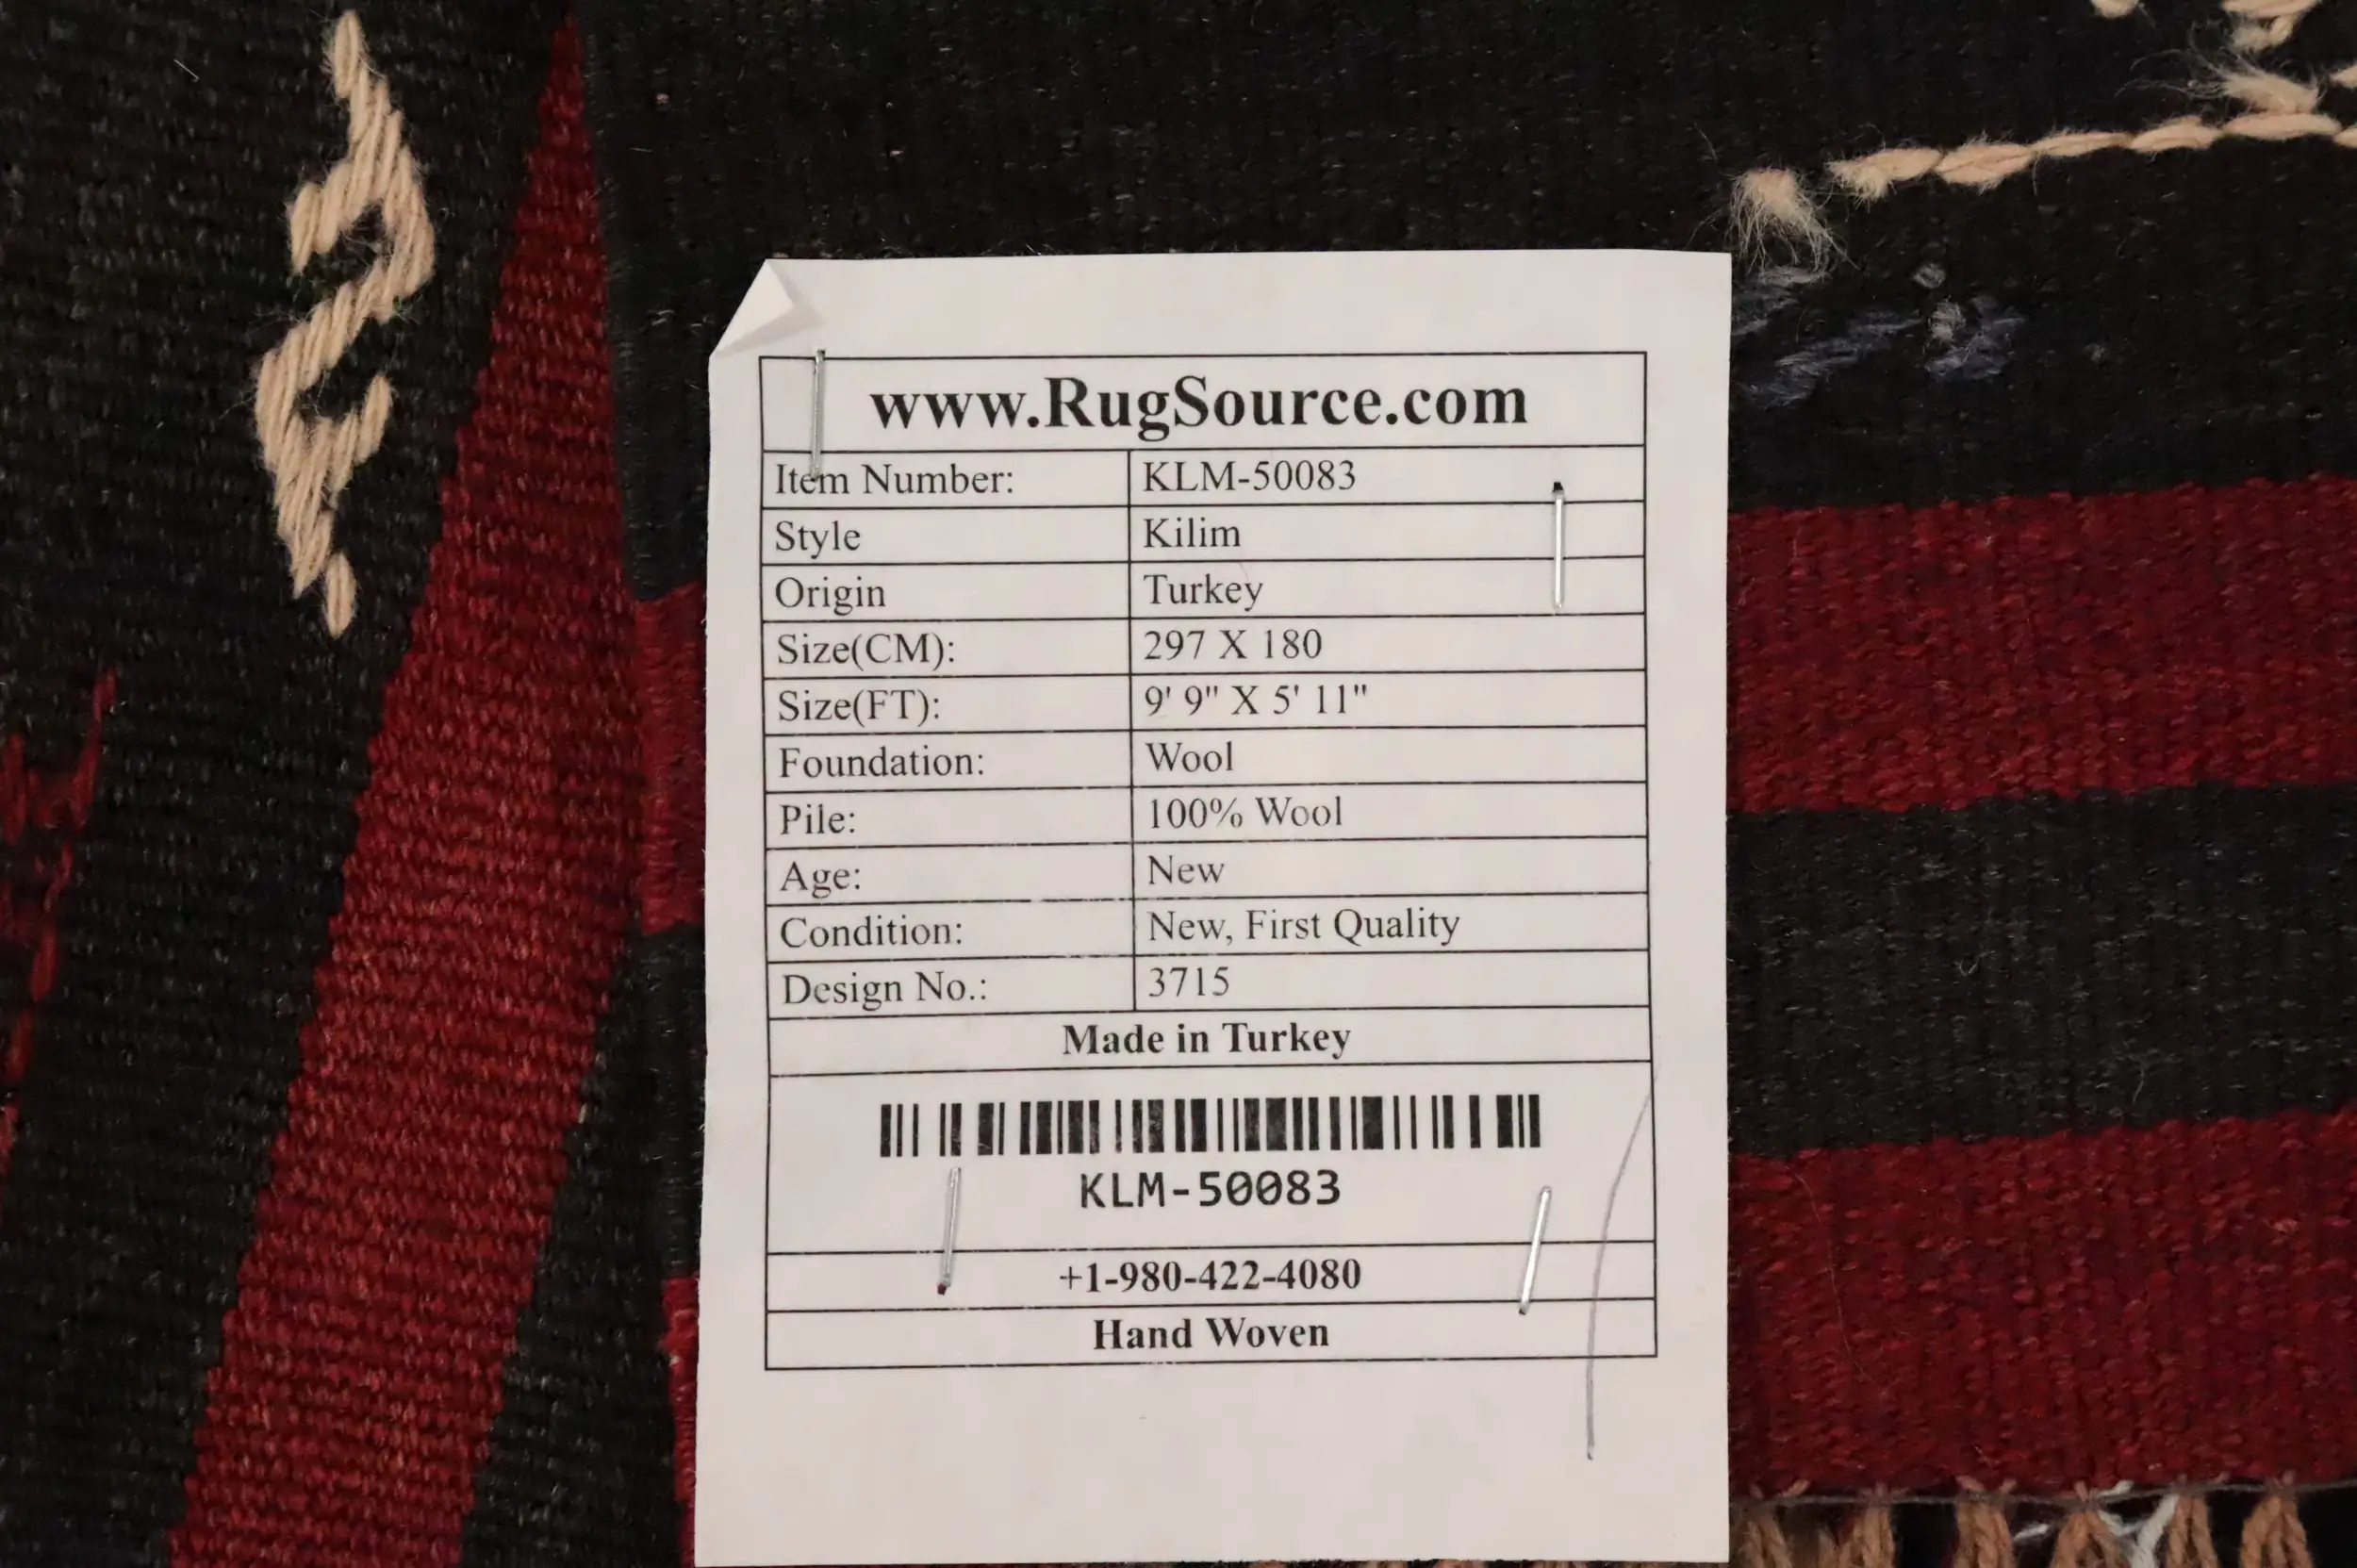 www.RugSource.com
Item Number: KLM-50083
Style Kilim
Origin Turkey
Size(CM): 297 X 180
Size(FT): 9' 9" X 5' 11"
Foundation: Wool
Pile: 100% Wool
Age: New
Condition: New, First Quality
Design No.: 3715
Made in Turkey
KLM-50083
+1-980-422-4080
Hand Woven